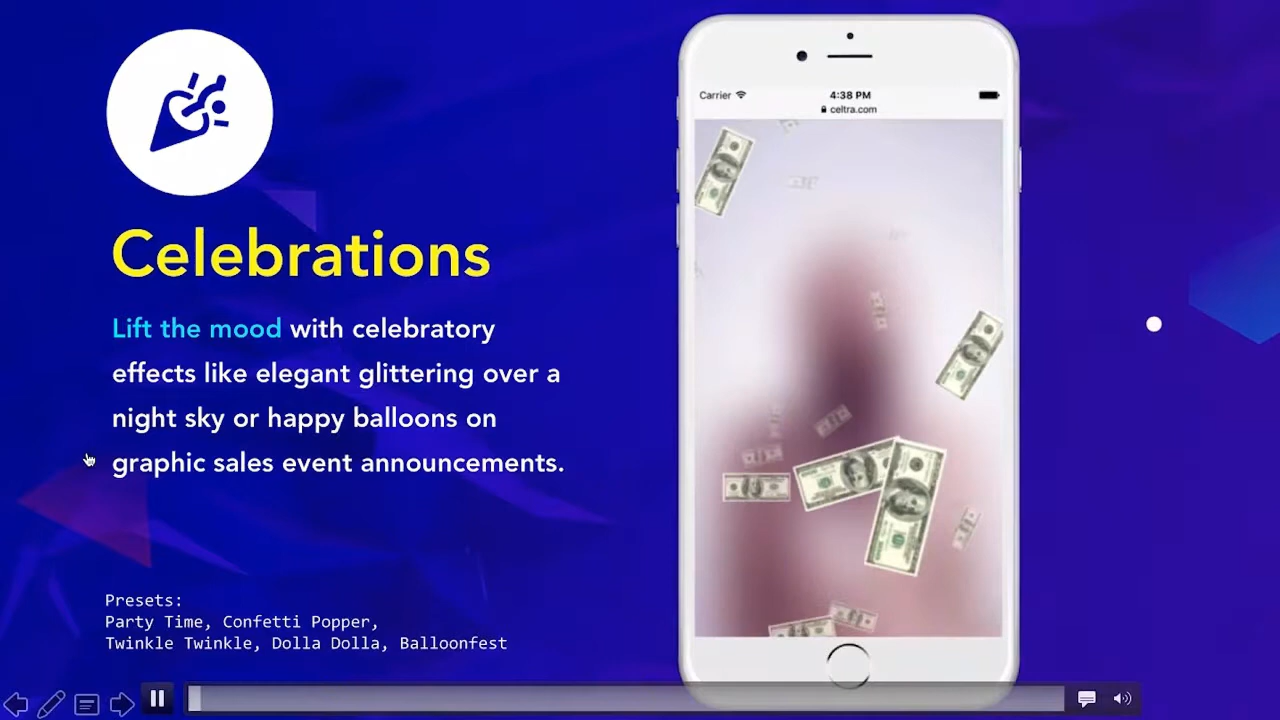 Celebrations
Lift the mood with celebratory
effects like elegant glittering over a
night sky or happy balloons on
graphic sales event announcements.
Presets:
Party Time, Confetti Popper,
Twinkle Twinkle, Dolla Dolla, Balloonfest
Carrier
4:38 PM
celtra.com